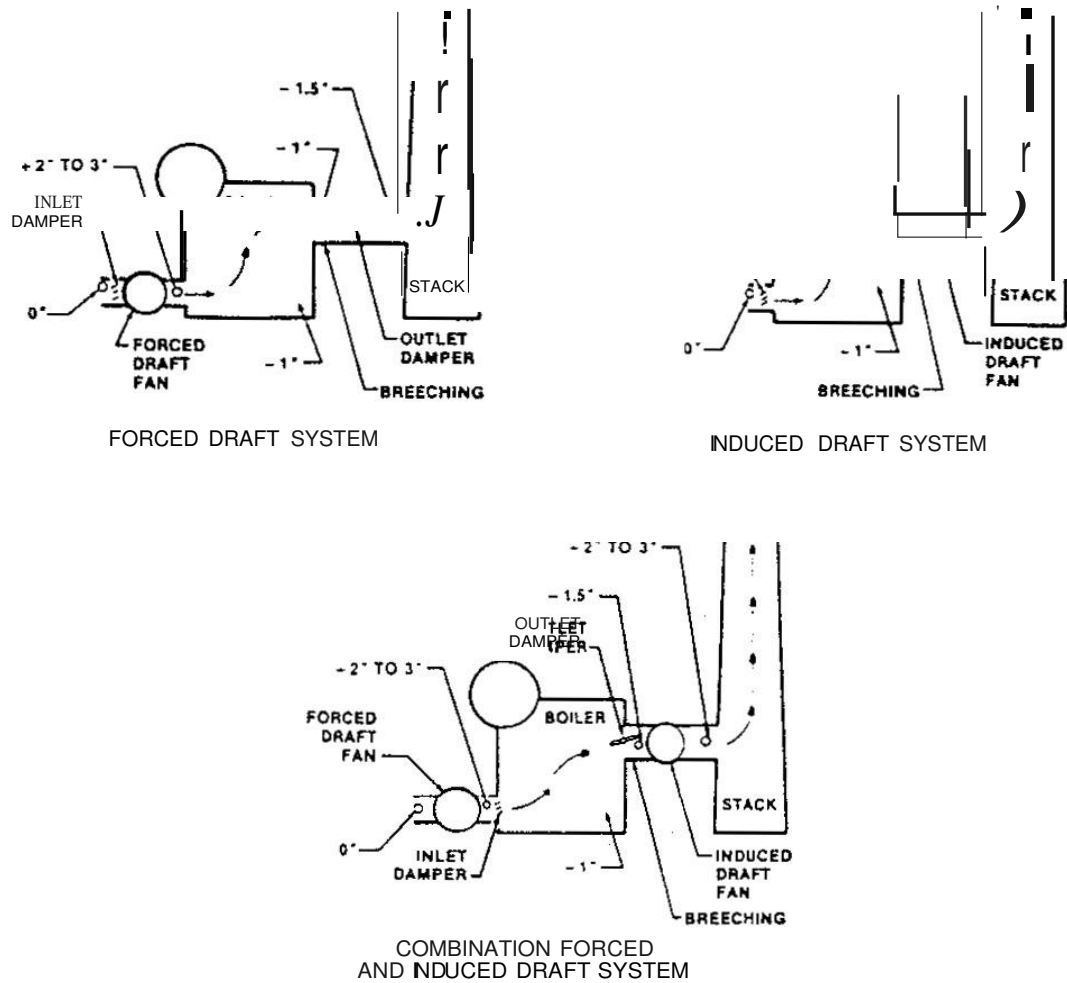 - 1.5"
- 1"
+ 2" TO 3"
INLET
DAMPER
0"
STACK
FORCED
DRAFT
FAN
- 1"
OUTLET
DAMPER
BREECHING
FORCED DRAFT SYSTEM
STACK
0"
- 1"
INDUCED
DRAFT
FAN
BREECHING
INDUCED DRAFT SYSTEM
- 2" TO 3"
- 1.5"
OUTLET
DAMPER
- 2" TO 3"
FORCED
DRAFT
FAN
BOILER
STACK
0"
INLET
DAMPER
- 1"
INDUCED
DRAFT
FAN
BREECHING
COMBINATION FORCED
AND INDUCED DRAFT SYSTEM